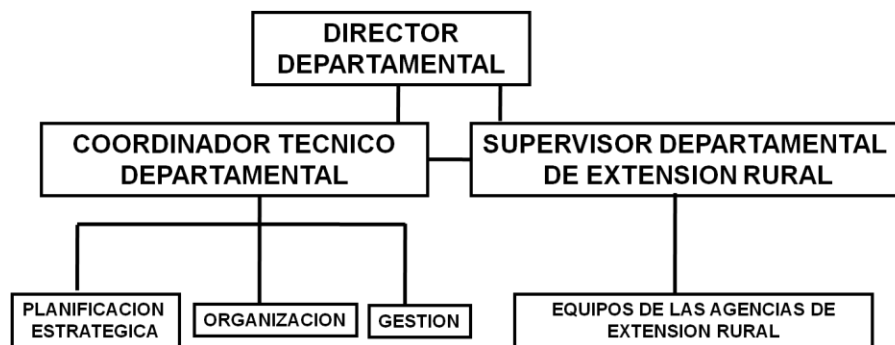 DIRECTOR
DEPARTAMENTAL
COORDINADOR TECNICO
DEPARTAMENTAL
SUPERVISOR DEPARTAMENTAL
DE EXTENSION RURAL
PLANIFICACION
ESTRATEGICA
ORGANIZACION
GESTION
EQUIPOS DE LAS AGENCIAS DE
EXTENSION RURAL